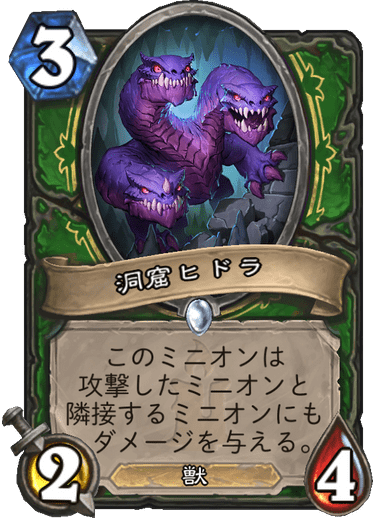 3
洞窟ヒドラ
このミニオンは
攻撃したミニオンと
隣接するミニオンにも
ダメージを与える。
獣
2
4